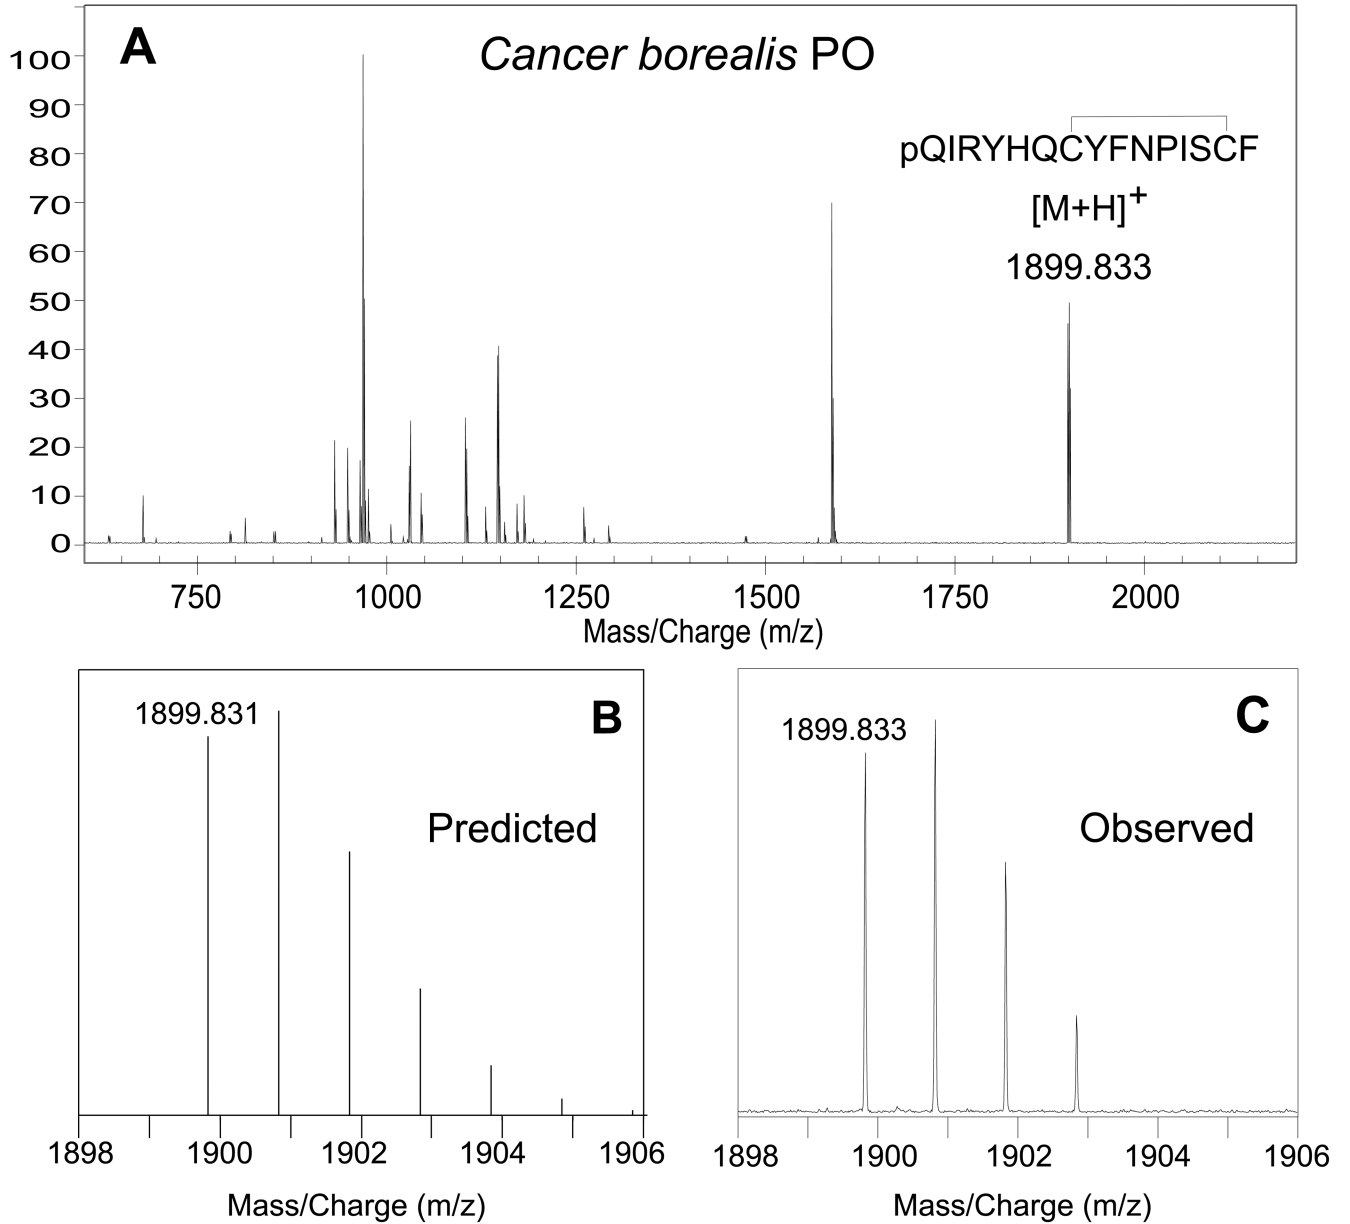 A
Cancer borealis PO
pQIRYHQCYFNPISCF
[M+H]+
1899.833
100
90
80
70
60
50
40
30
20
10
0
750 1000 1250 1500 1750 2000
Mass/Charge (m/z)
1899.831
B
Predicted
1898 1900 1902 1904 1906
Mass/Charge (m/z)
1899.833
C
Observed
1898 1900 1902 1904 1906
Mass/Charge (m/z)